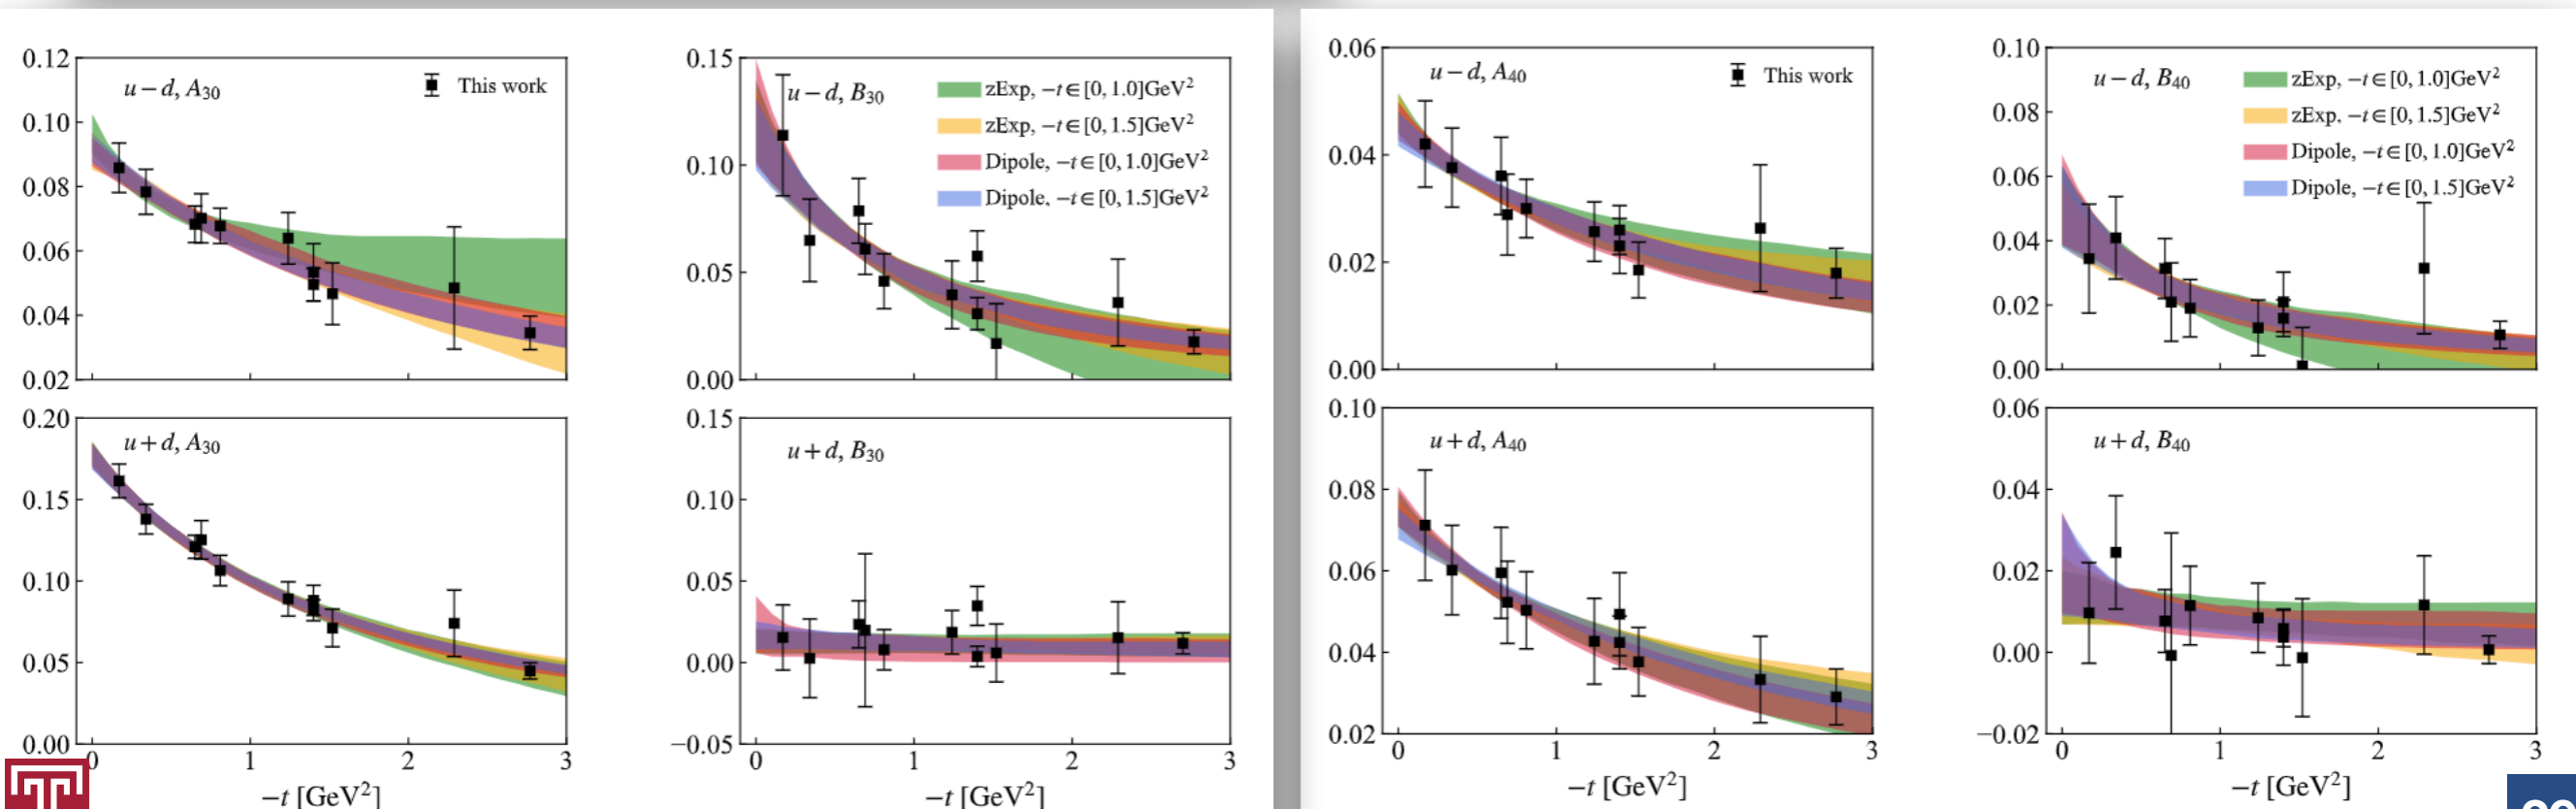 0.12
0.10
0.08
0.06
0.04
0.02
u−d, A₃₀
This work
0.15
0.10
0.05
0.00
u−d, B₃₀
zExp, −t∈[0, 1.0]GeV²
zExp, −t∈[0, 1.5]GeV²
Dipole, −t∈[0, 1.0]GeV²
Dipole, −t∈[0, 1.5]GeV²
0.20
0.15
0.10
0.05
0.00
u+d, A₃₀
0 1 2 3
−t [GeV²]
0.15
0.10
0.05
0.00
−0.05
u+d, B₃₀
0 1 2 3
−t [GeV²]
0.06
0.04
0.02
0.00
u−d, A₄₀
This work
0.10
0.08
0.06
0.04
0.02
0.00
u−d, B₄₀
zExp, −t∈[0, 1.0]GeV²
zExp, −t∈[0, 1.5]GeV²
Dipole, −t∈[0, 1.0]GeV²
Dipole, −t∈[0, 1.5]GeV²
0.10
0.08
0.06
0.04
0.02
u+d, A₄₀
0 1 2 3
−t [GeV²]
0.06
0.04
0.02
0.00
−0.02
u+d, B₄₀
0 1 2 3
−t [GeV²]